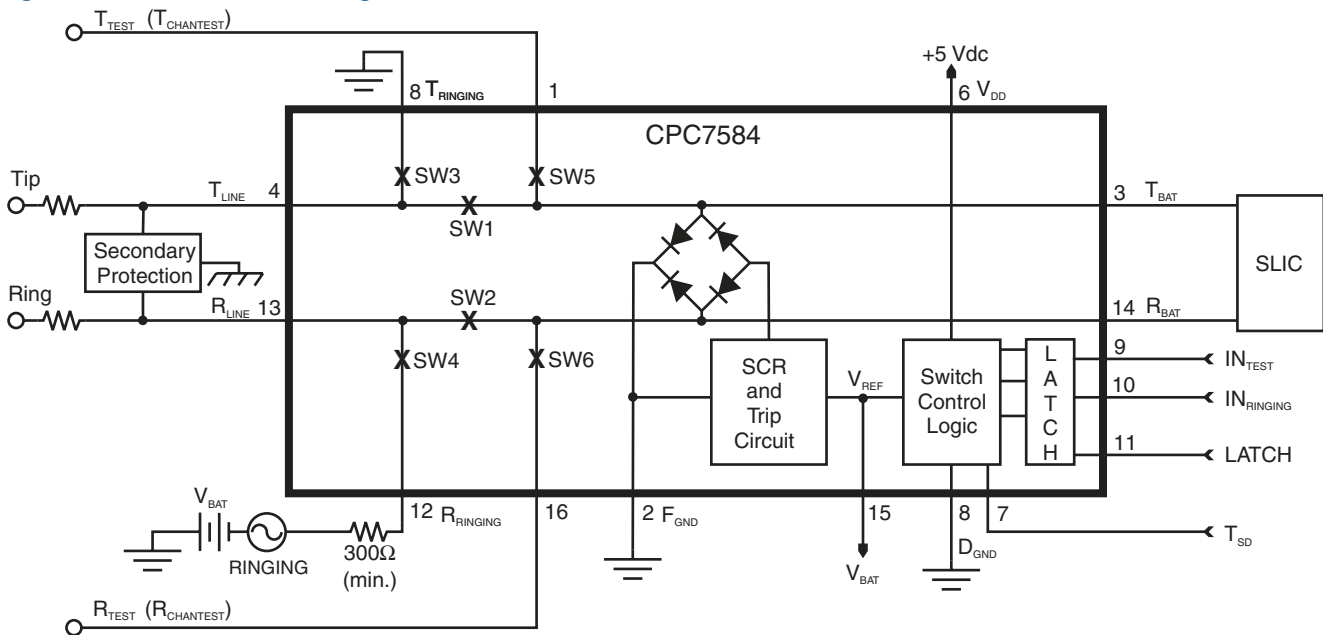 T_TEST (T_CHANTEST)
+5 Vdc
8 T_RINGING
1
6 V_DD
CPC7584
Tip
T_LINE 4
SW3
SW5
SW1
3 T_BAT
Secondary
Protection
SLIC
Ring
R_LINE 13
SW2
14 R_BAT
SW4
SW6
SCR
and
Trip
Circuit
V_REF
Switch
Control
Logic
L
A
T
C
H
9 IN_TEST
10 IN_RINGING
11 LATCH
V_BAT
RINGING
300Ω
(min.)
12 R_RINGING
16
2 F_GND
15
V_BAT
8
D_GND
7
T_SD
R_TEST (R_CHANTEST)